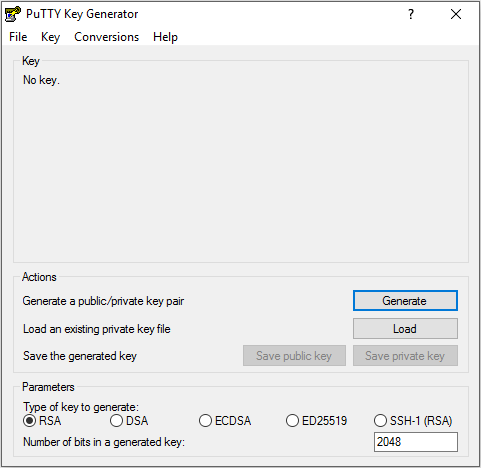 PuTTY Key Generator ?
File Key Conversions Help
Key
No key.
Actions
Generate a public/private key pair Generate
Load an existing private key file Load
Save the generated key Save public key Save private key
Parameters
Type of key to generate:
RSA DSA ECDSA ED25519 SSH-1 (RSA)
Number of bits in a generated key: 2048